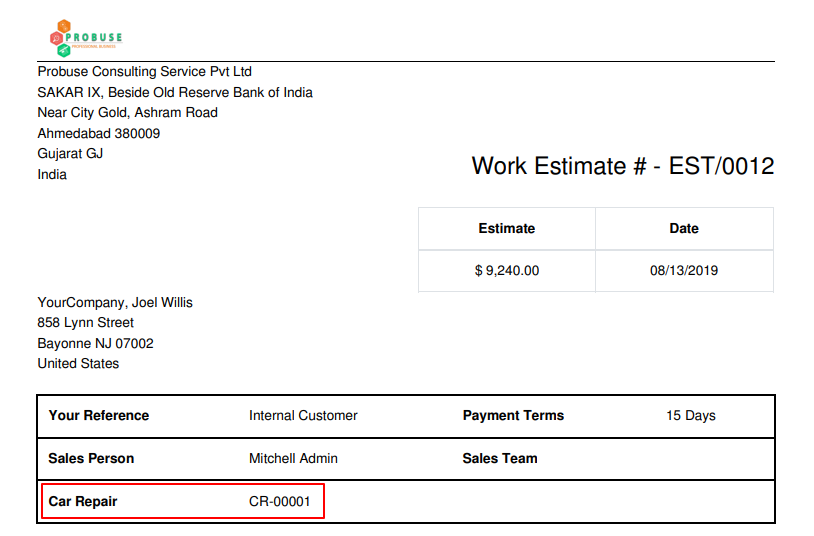 PROBUSE
PROFESSIONAL BUSINESS
Probuse Consulting Service Pvt Ltd
SAKAR IX, Beside Old Reserve Bank of India
Near City Gold, Ashram Road
Ahmedabad 380009
Gujarat GJ
India
Work Estimate # - EST/0012
Estimate Date
$ 9,240.00 08/13/2019
YourCompany, Joel Willis
858 Lynn Street
Bayonne NJ 07002
United States
Your Reference Internal Customer Payment Terms 15 Days
Sales Person Mitchell Admin Sales Team
Car Repair CR-00001